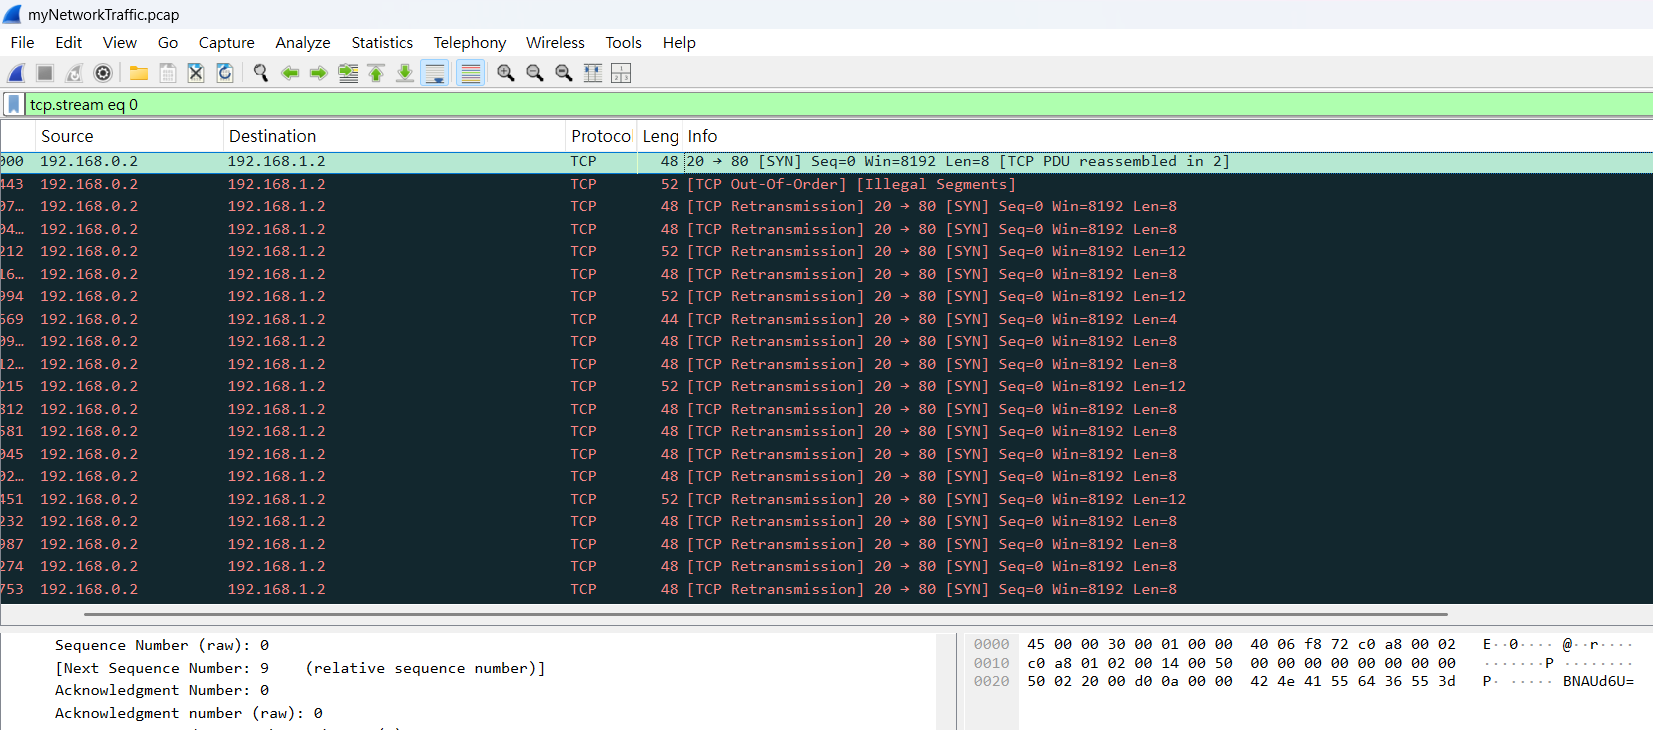 myNetworkTraffic.pcap
File Edit View Go Capture Analyze Statistics Telephony Wireless Tools Help
tcp.stream eq 0
Source Destination Protocol Leng Info
000 192.168.0.2 192.168.1.2 TCP 48 20 → 80 [SYN] Seq=0 Win=8192 Len=8 [TCP PDU reassembled in 2]
443 192.168.0.2 192.168.1.2 TCP 52 [TCP Out-Of-Order] [Illegal Segments]
07… 192.168.0.2 192.168.1.2 TCP 48 [TCP Retransmission] 20 → 80 [SYN] Seq=0 Win=8192 Len=8
04… 192.168.0.2 192.168.1.2 TCP 48 [TCP Retransmission] 20 → 80 [SYN] Seq=0 Win=8192 Len=8
212 192.168.0.2 192.168.1.2 TCP 52 [TCP Retransmission] 20 → 80 [SYN] Seq=0 Win=8192 Len=12
16… 192.168.0.2 192.168.1.2 TCP 48 [TCP Retransmission] 20 → 80 [SYN] Seq=0 Win=8192 Len=8
994 192.168.0.2 192.168.1.2 TCP 52 [TCP Retransmission] 20 → 80 [SYN] Seq=0 Win=8192 Len=12
569 192.168.0.2 192.168.1.2 TCP 44 [TCP Retransmission] 20 → 80 [SYN] Seq=0 Win=8192 Len=4
09… 192.168.0.2 192.168.1.2 TCP 48 [TCP Retransmission] 20 → 80 [SYN] Seq=0 Win=8192 Len=8
12… 192.168.0.2 192.168.1.2 TCP 48 [TCP Retransmission] 20 → 80 [SYN] Seq=0 Win=8192 Len=8
215 192.168.0.2 192.168.1.2 TCP 52 [TCP Retransmission] 20 → 80 [SYN] Seq=0 Win=8192 Len=12
312 192.168.0.2 192.168.1.2 TCP 48 [TCP Retransmission] 20 → 80 [SYN] Seq=0 Win=8192 Len=8
581 192.168.0.2 192.168.1.2 TCP 48 [TCP Retransmission] 20 → 80 [SYN] Seq=0 Win=8192 Len=8
045 192.168.0.2 192.168.1.2 TCP 48 [TCP Retransmission] 20 → 80 [SYN] Seq=0 Win=8192 Len=8
02… 192.168.0.2 192.168.1.2 TCP 48 [TCP Retransmission] 20 → 80 [SYN] Seq=0 Win=8192 Len=8
451 192.168.0.2 192.168.1.2 TCP 52 [TCP Retransmission] 20 → 80 [SYN] Seq=0 Win=8192 Len=12
232 192.168.0.2 192.168.1.2 TCP 48 [TCP Retransmission] 20 → 80 [SYN] Seq=0 Win=8192 Len=8
987 192.168.0.2 192.168.1.2 TCP 48 [TCP Retransmission] 20 → 80 [SYN] Seq=0 Win=8192 Len=8
274 192.168.0.2 192.168.1.2 TCP 48 [TCP Retransmission] 20 → 80 [SYN] Seq=0 Win=8192 Len=8
753 192.168.0.2 192.168.1.2 TCP 48 [TCP Retransmission] 20 → 80 [SYN] Seq=0 Win=8192 Len=8
Sequence Number (raw): 0
[Next Sequence Number: 9 (relative sequence number)]
Acknowledgment Number: 0
Acknowledgment number (raw): 0
0000 45 00 00 30 00 01 00 00 40 06 f8 72 c0 a8 00 02 E··0···· @··r····
0010 c0 a8 01 02 00 14 00 50 00 00 00 00 00 00 00 00 ·······P ········
0020 50 02 20 00 d0 0a 00 00 42 4e 41 55 64 36 55 3d P· ····· BNAUd6U=